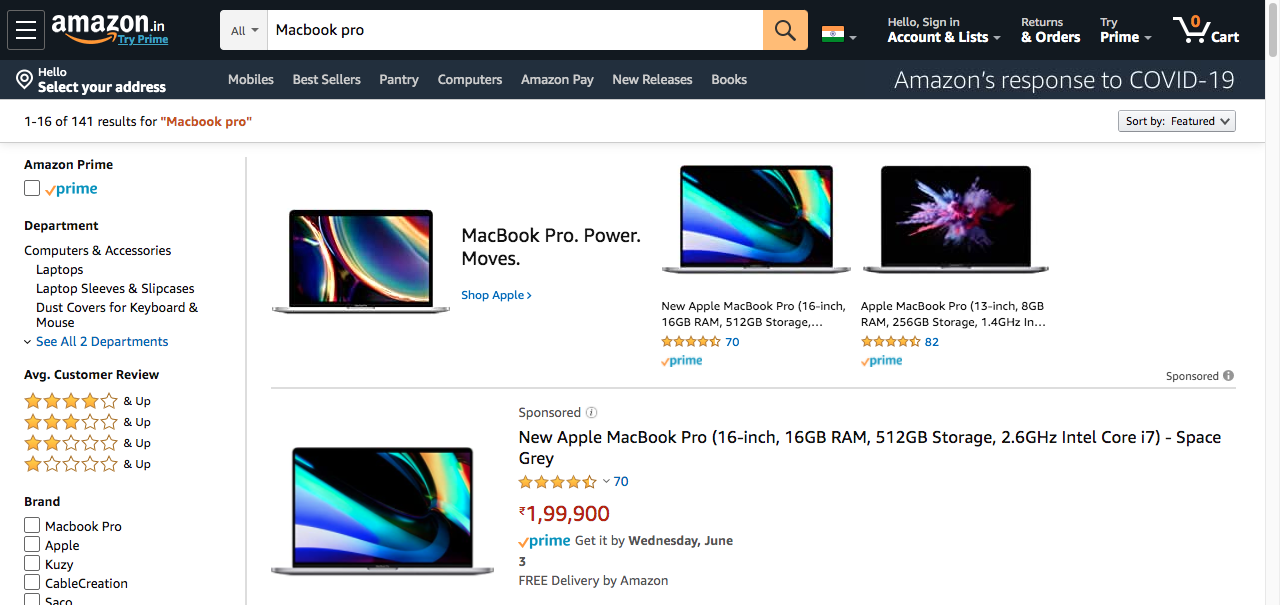 amazon.in
Try Prime
All
Macbook pro
Hello, Sign in
Account & Lists
Returns
& Orders
Try
Prime
0
Cart
Hello
Select your address
Mobiles
Best Sellers
Pantry
Computers
Amazon Pay
New Releases
Books
Amazon's response to COVID-19
1-16 of 141 results for "Macbook pro"
Sort by: Featured
Amazon Prime
prime
Department
Computers & Accessories
Laptops
Laptop Sleeves & Slipcases
Dust Covers for Keyboard &
Mouse
See All 2 Departments
Avg. Customer Review
& Up
& Up
& Up
& Up
Brand
Macbook Pro
Apple
Kuzy
CableCreation
Saco
MacBook Pro. Power.
Moves.
Shop Apple ›
New Apple MacBook Pro (16-inch,
16GB RAM, 512GB Storage,…
70
prime
Apple MacBook Pro (13-inch, 8GB
RAM, 256GB Storage, 1.4GHz In…
82
prime
Sponsored
Sponsored
New Apple MacBook Pro (16-inch, 16GB RAM, 512GB Storage, 2.6GHz Intel Core i7) - Space
Grey
70
₹1,99,900
prime Get it by Wednesday, June
3
FREE Delivery by Amazon